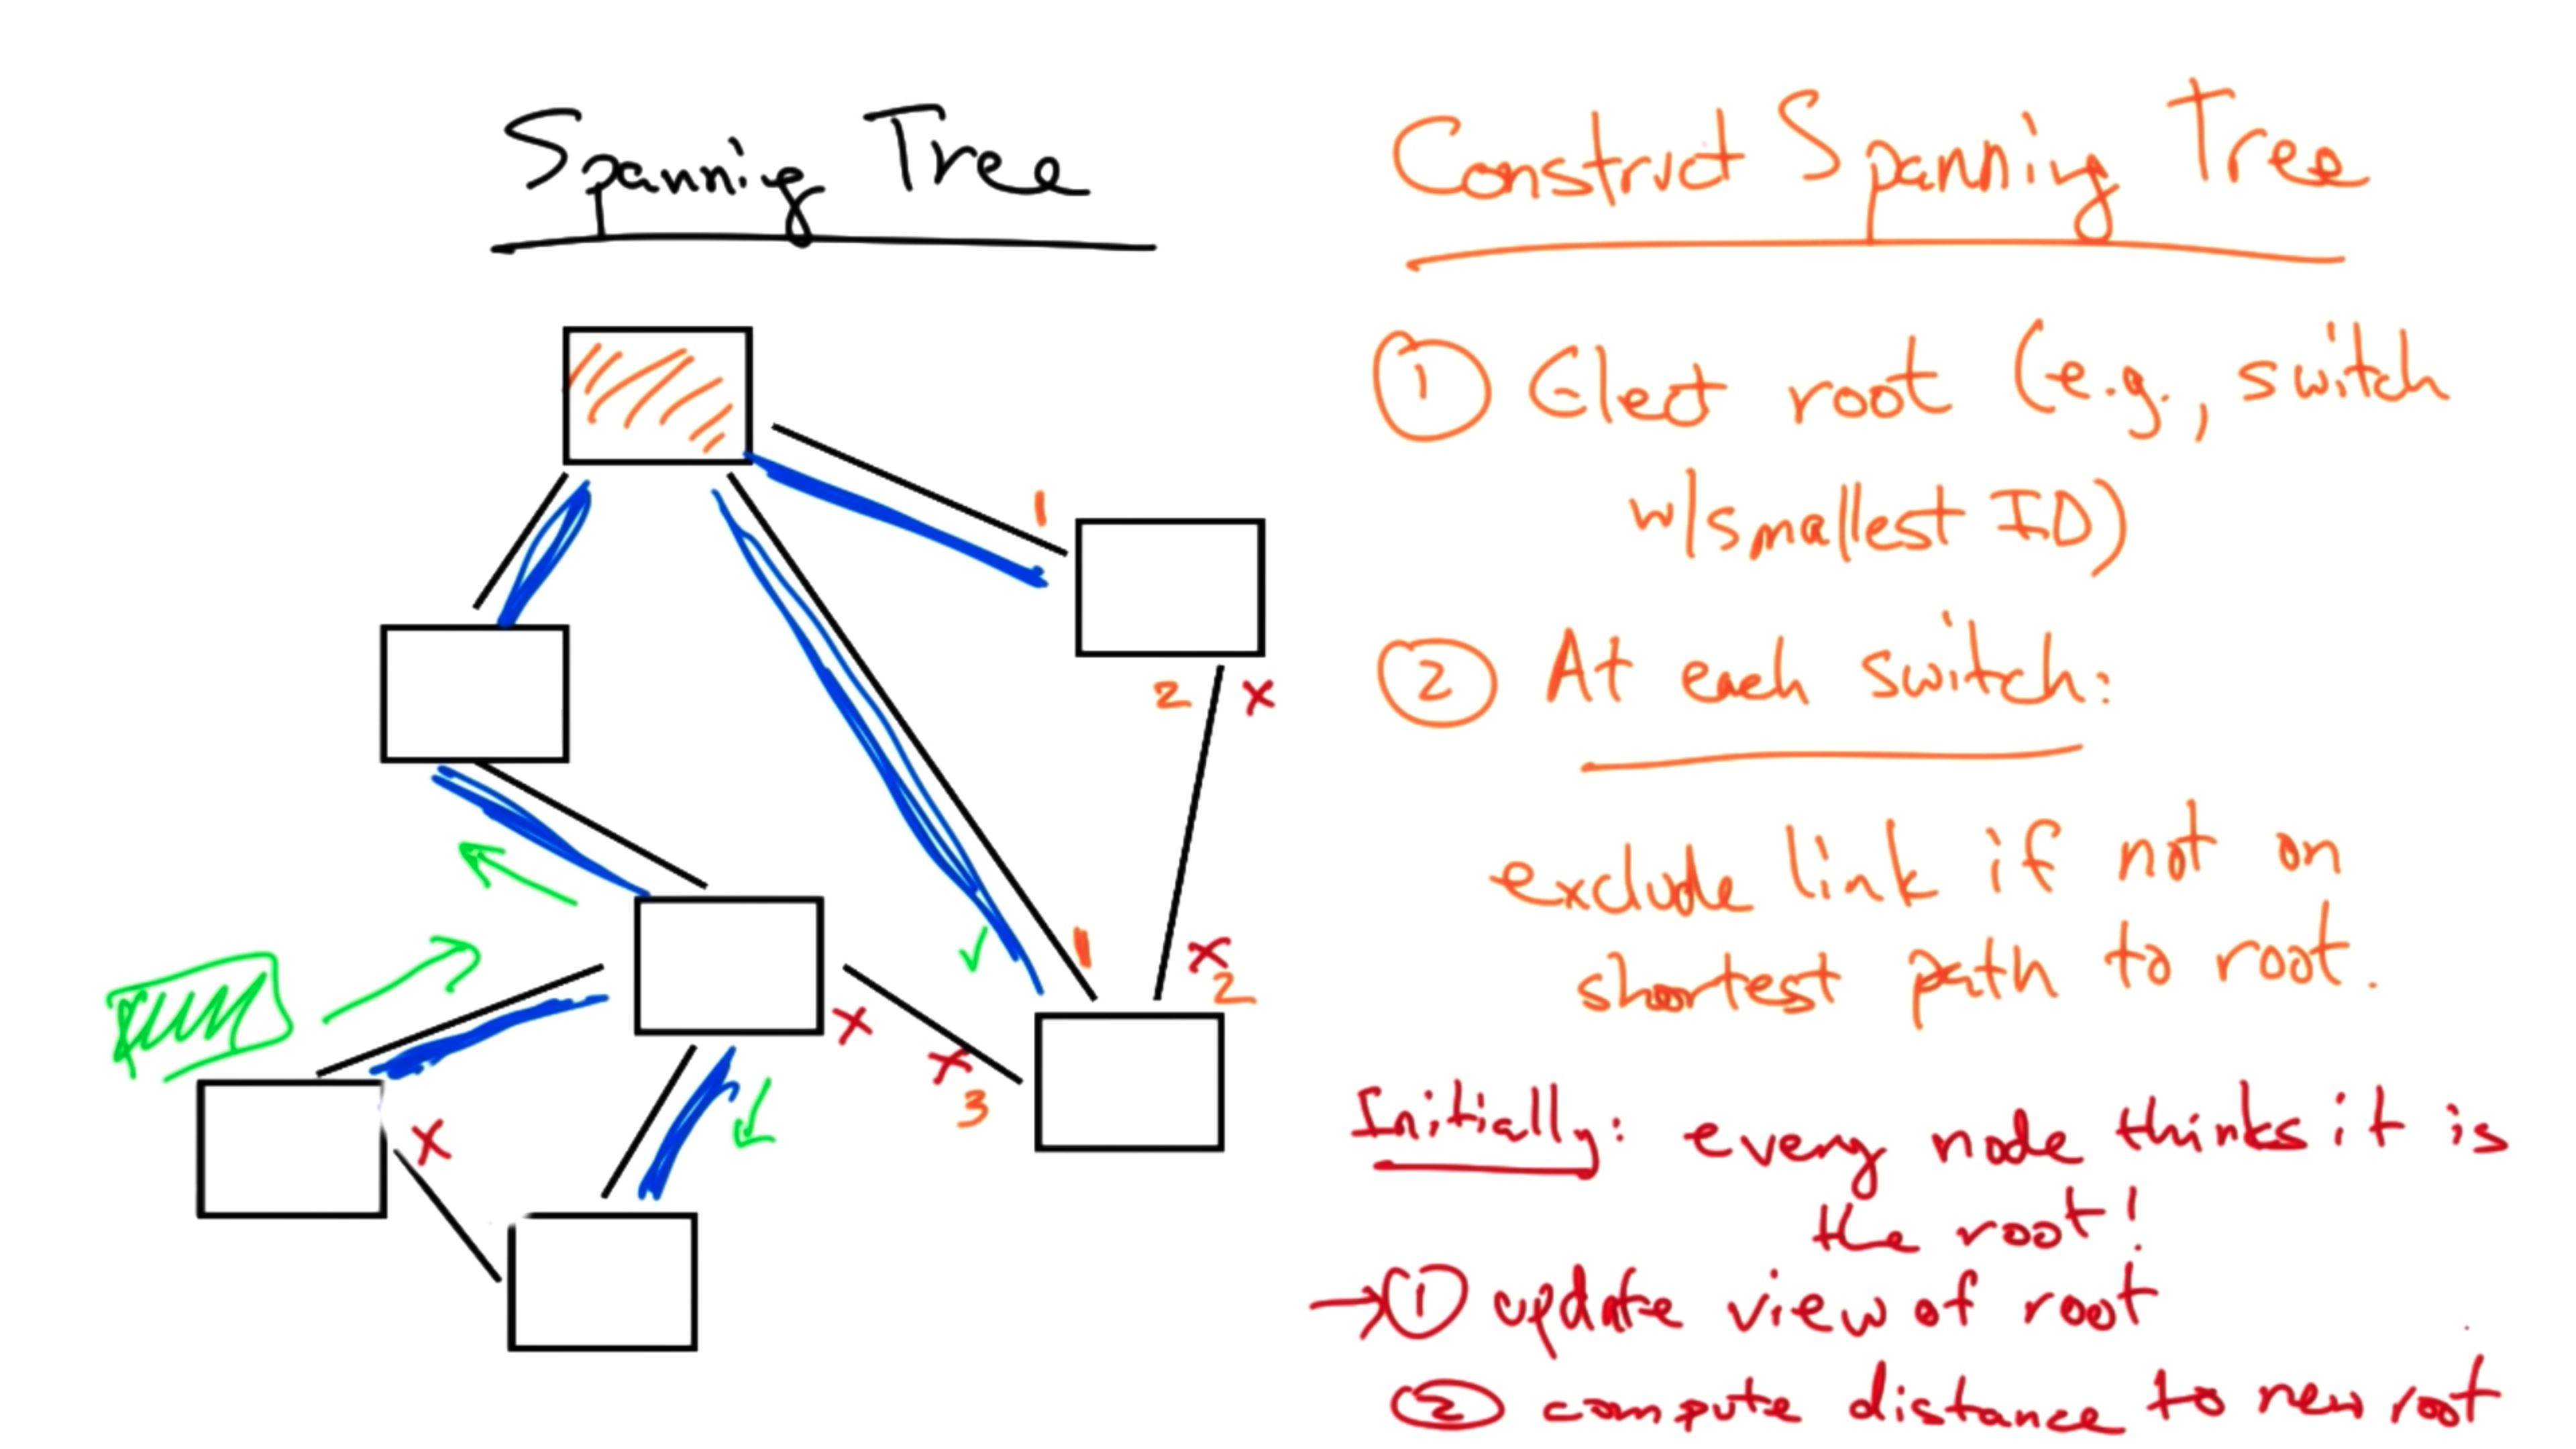 Spanning Tree
1
2 x
✓ 1 x
2
x x
3
x
Construct Spanning Tree
① Elect root (e.g., switch
w/smallest ID)
② At each switch:
exclude link if not on
shortest path to root.
Initially: every node thinks it is
the root!
→① update view of root
② compute distance to new root